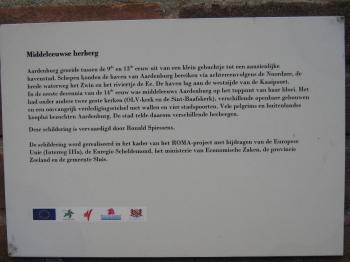 Middeleeuwse herberg
Aardenburg groeide tussen de 9th en 13th eeuw uit van een klein gehuchtje tot een aanzienlijke
havenstad. Schepen konden de haven van Aardenburg bereiken via achtereenvolgens de Noordzee, de
brede waterweg het Zwin en het riviertje de Ee. De haven lag aan de westzijde van de Kaaipoort.
In de eerste decennia van de 14th eeuw was middeleeuws Aardenburg op het toppunt van haar bloei. Het
had onder andere twee grote kerken (OLV-kerk en de Sint-Baafskerk), verschillende openbare gebouwen
en een omvangrijk verdedigingsstelsel met wallen en vier stadspoorten. Vele pelgrims en buitenlandse
kooplui bezochten Aardenburg. De stad telde daarom verschillende herbergen.
Deze schildering is vervaardigd door Ronald Spiessens.
De schildering werd gerealiseerd in het kader van het ROMA-project met bijdragen van de Europese
Unie (Interreg IIIa), de Euregio Scheldemond, het ministerie van Economische Zaken, de provincie
Zeeland en de gemeente Sluis.